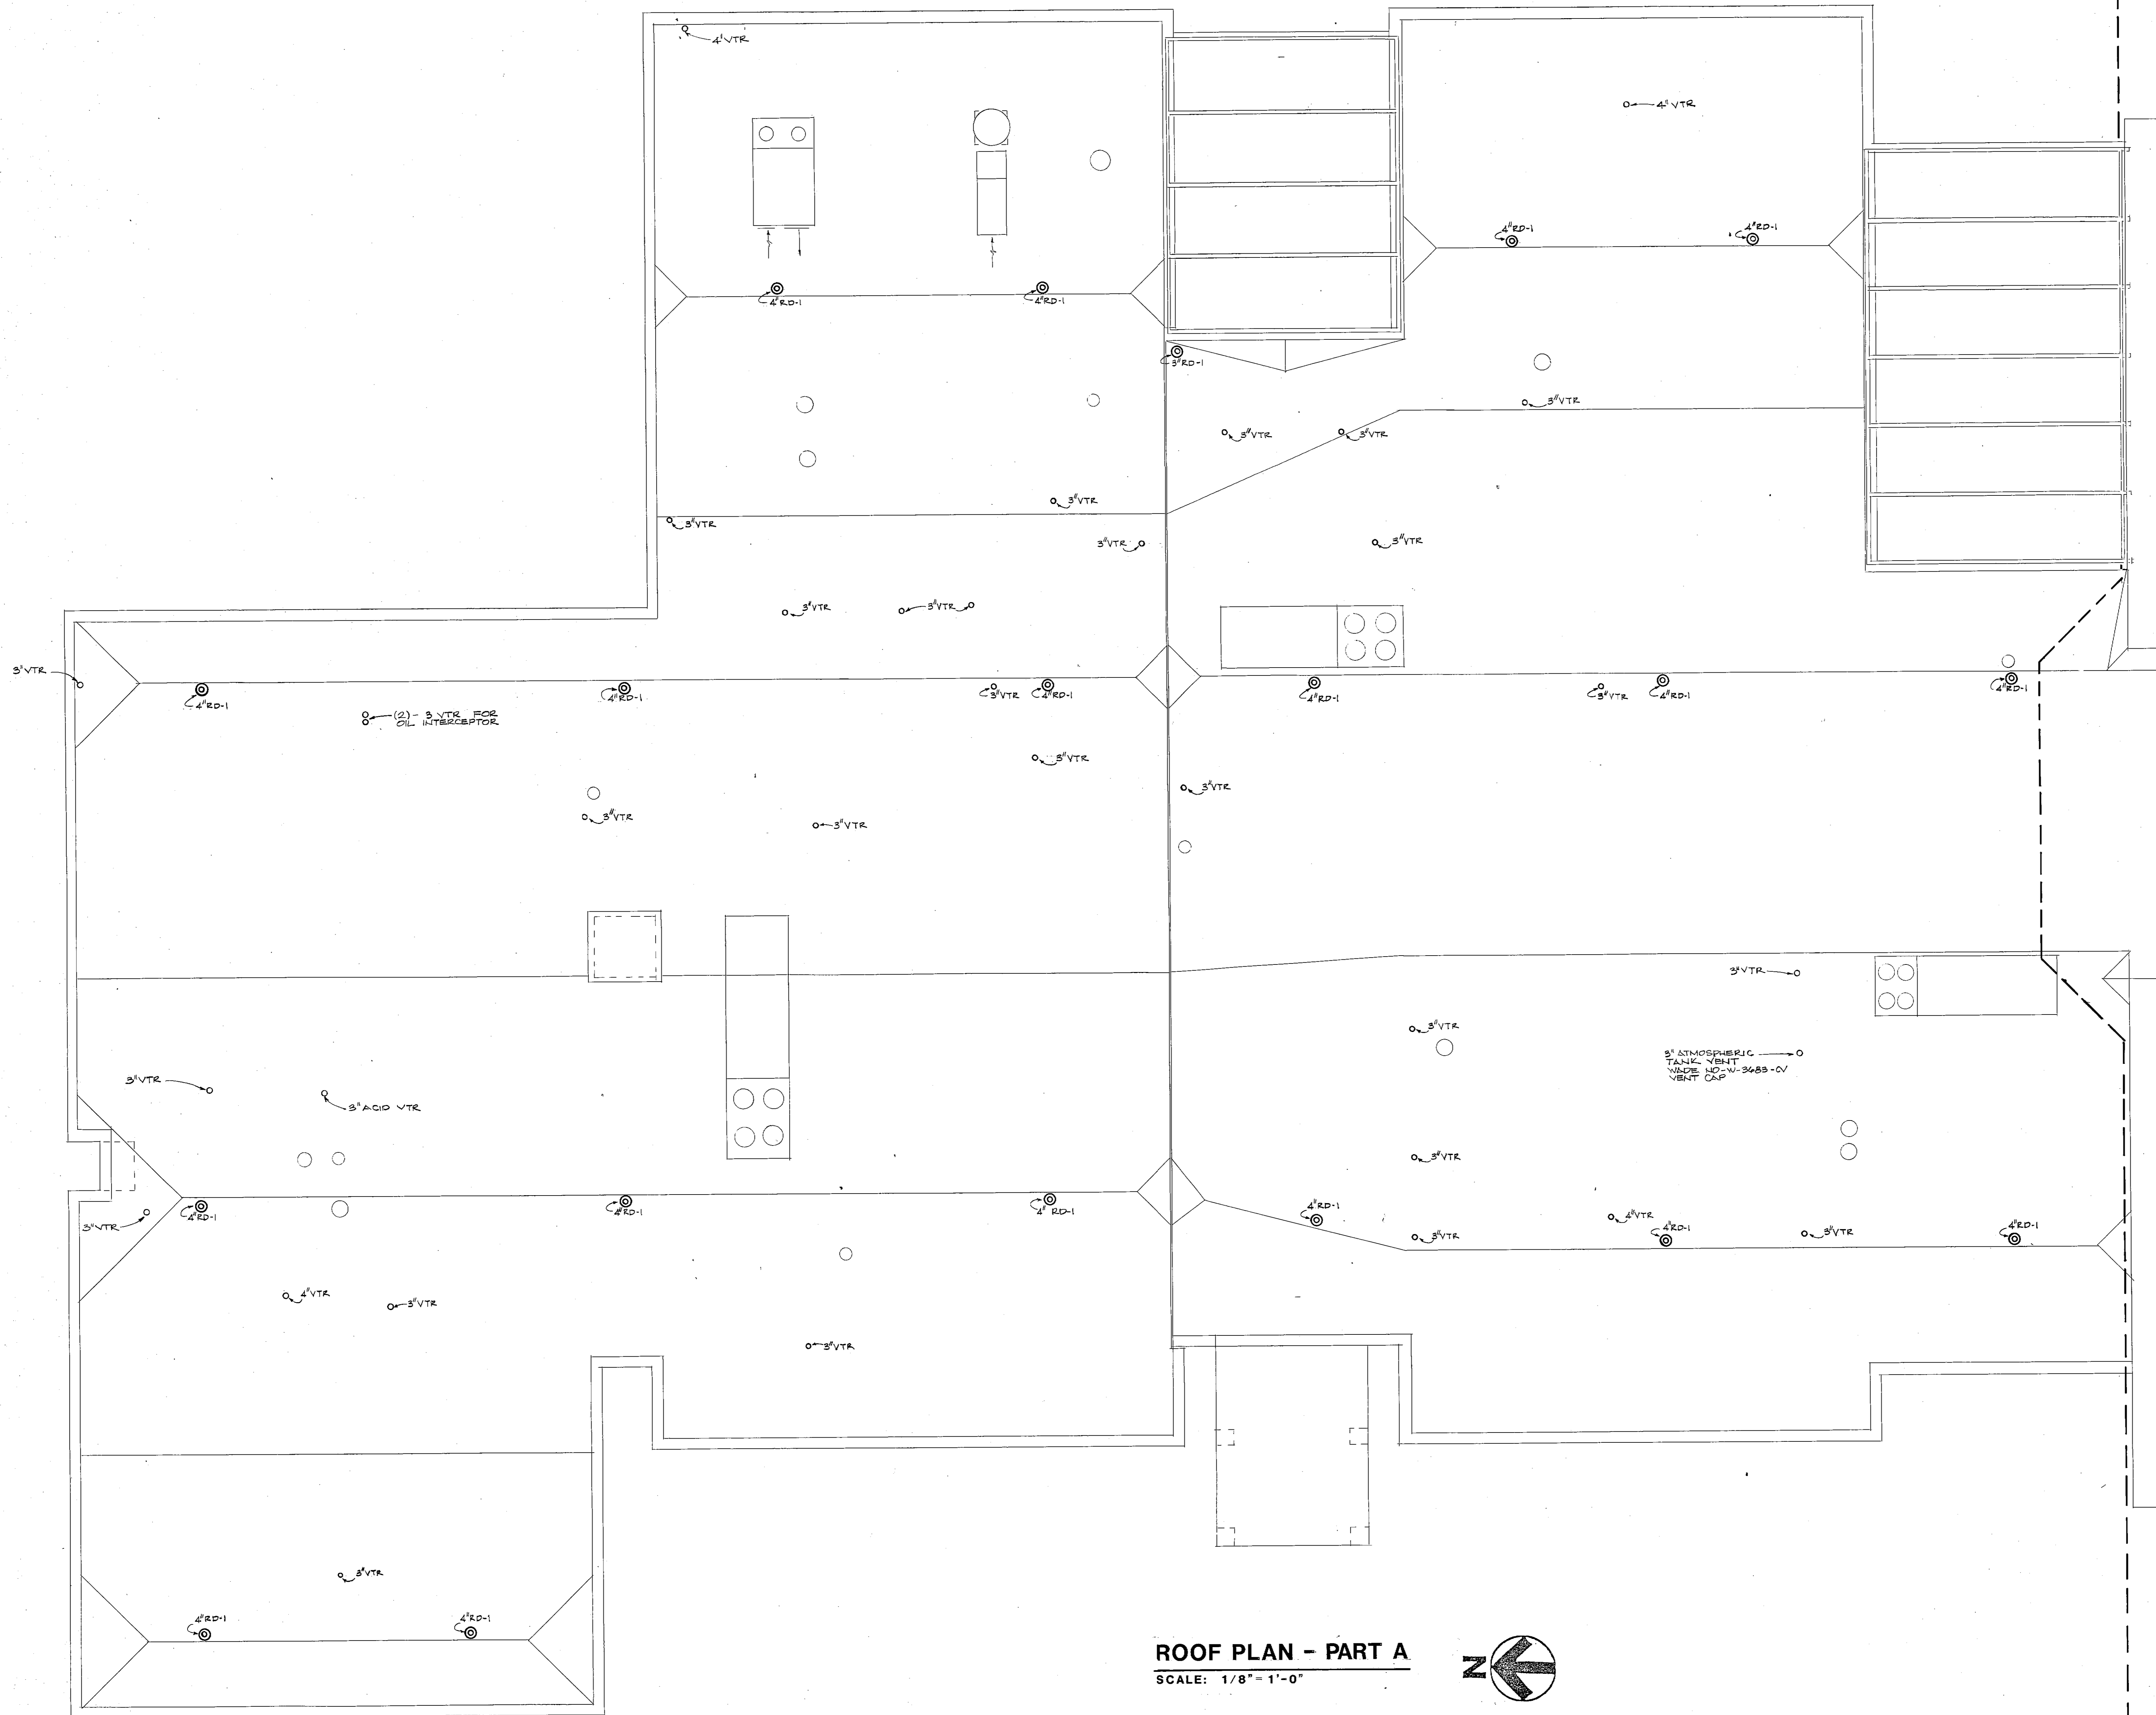 4" VTR
4" VTR
4" RD-1
4" RD-1
4" RD-1
4" RD-1
3" RD-1
3" VTR
3" VTR
3" VTR
3" VTR
3" VTR
3" VTR
3" VTR
3" VTR
3" VTR
3" VTR
4" RD-1
4" RD-1
3" VTR
4" RD-1
4" RD-1
3" VTR
4" RD-1
4" RD-1
(2) - 3 VTR FOR
OIL INTERCEPTOR
3" VTR
3" VTR
3" VTR
3" VTR
3" VTR
3" VTR
3" ATMOSPHERIC
TANK VENT
WADE NO-W-3683-CV
VENT CAP
3" VTR
3" ACID VTR
3" VTR
3" VTR
4" RD-1
4" RD-1
4" RD-1
4" RD-1
4" VTR
4" RD-1
3" VTR
3" VTR
4" RD-1
4" VTR
3" VTR
3" VTR
3" VTR
4" RD-1
4" RD-1
ROOF PLAN - PART A
SCALE: 1/8" = 1'-0"
N